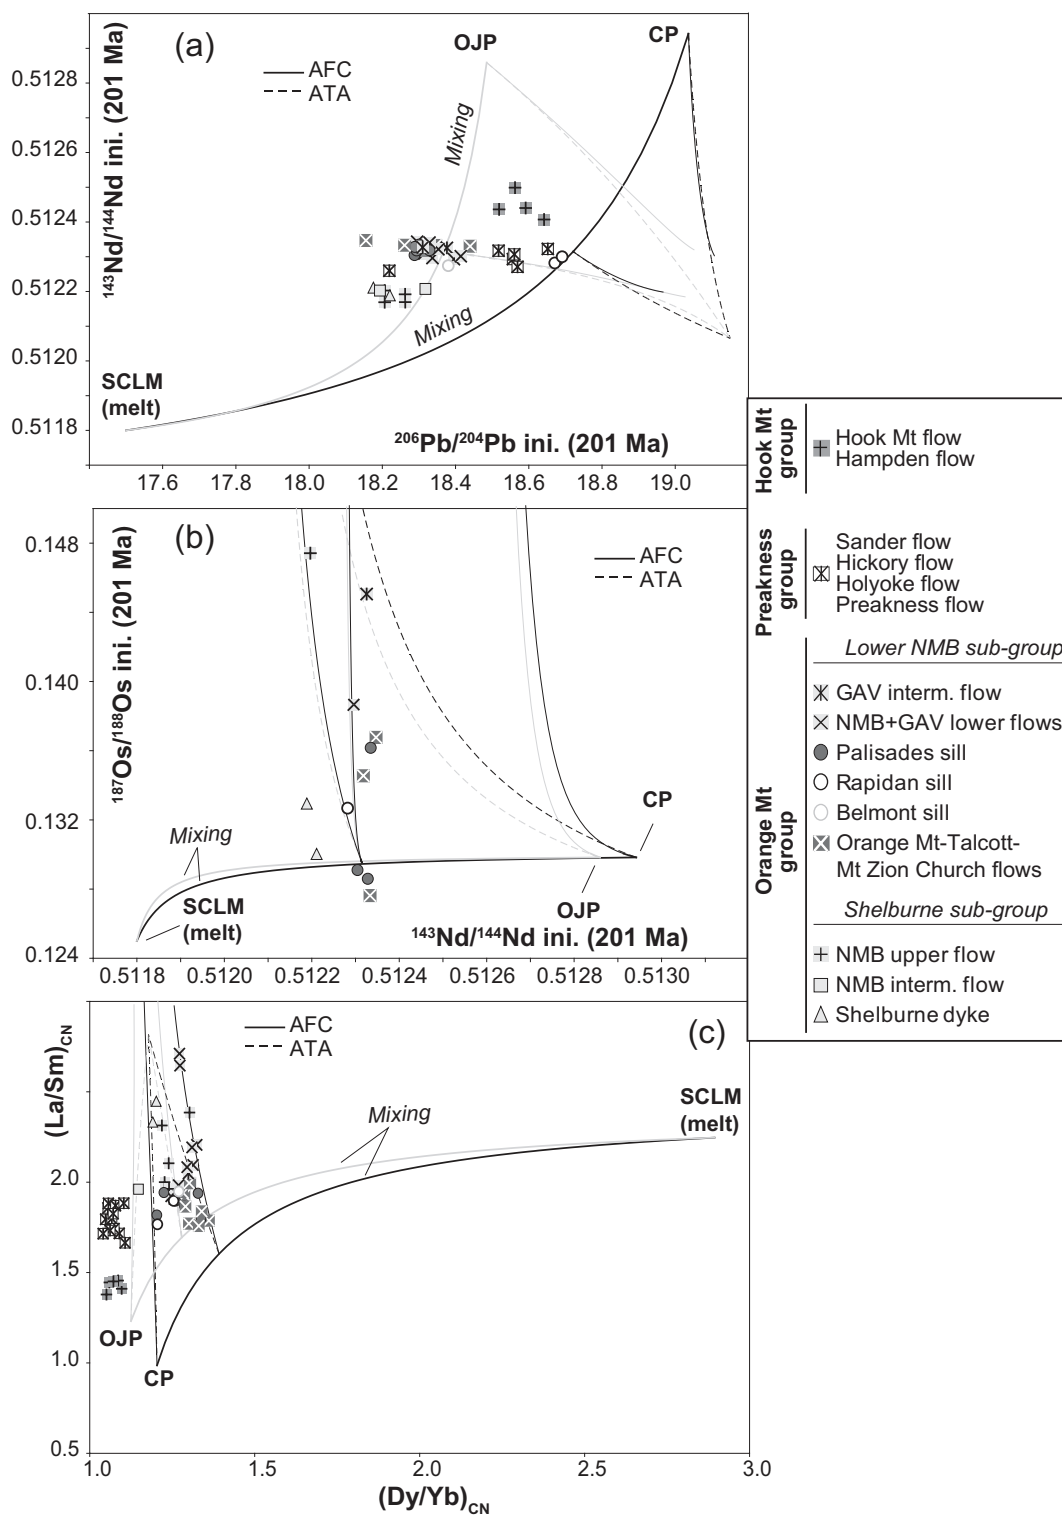 (a)
OJP
CP
AFC
ATA
Mixing
Mixing
SCLM
(melt)
143Nd/144Nd ini. (201 Ma)
0.5128
0.5126
0.5124
0.5122
0.5120
0.5118
206Pb/204Pb ini. (201 Ma)
17.6 17.8 18.0 18.2 18.4 18.6 18.8 19.0
(b)
AFC
ATA
187Os/188Os ini. (201 Ma)
0.148
0.140
0.132
0.124
Mixing
SCLM
(melt)
CP
OJP
143Nd/144Nd ini. (201 Ma)
0.5118 0.5120 0.5122 0.5124 0.5126 0.5128 0.5130
(c)
AFC
ATA
(La/Sm)CN
2.0
1.5
1.0
0.5
Mixing
SCLM
(melt)
OJP
CP
1.0 1.5 2.0 2.5 3.0
(Dy/Yb)CN
Hook Mt
group
Hook Mt flow
Hampden flow
Preakness
group
Sander flow
Hickory flow
Holyoke flow
Preakness flow
Orange Mt
group
Lower NMB sub-group
GAV interm. flow
NMB+GAV lower flows
Palisades sill
Rapidan sill
Belmont sill
Orange Mt-Talcott-
Mt Zion Church flows
Shelburne sub-group
NMB upper flow
NMB interm. flow
Shelburne dyke